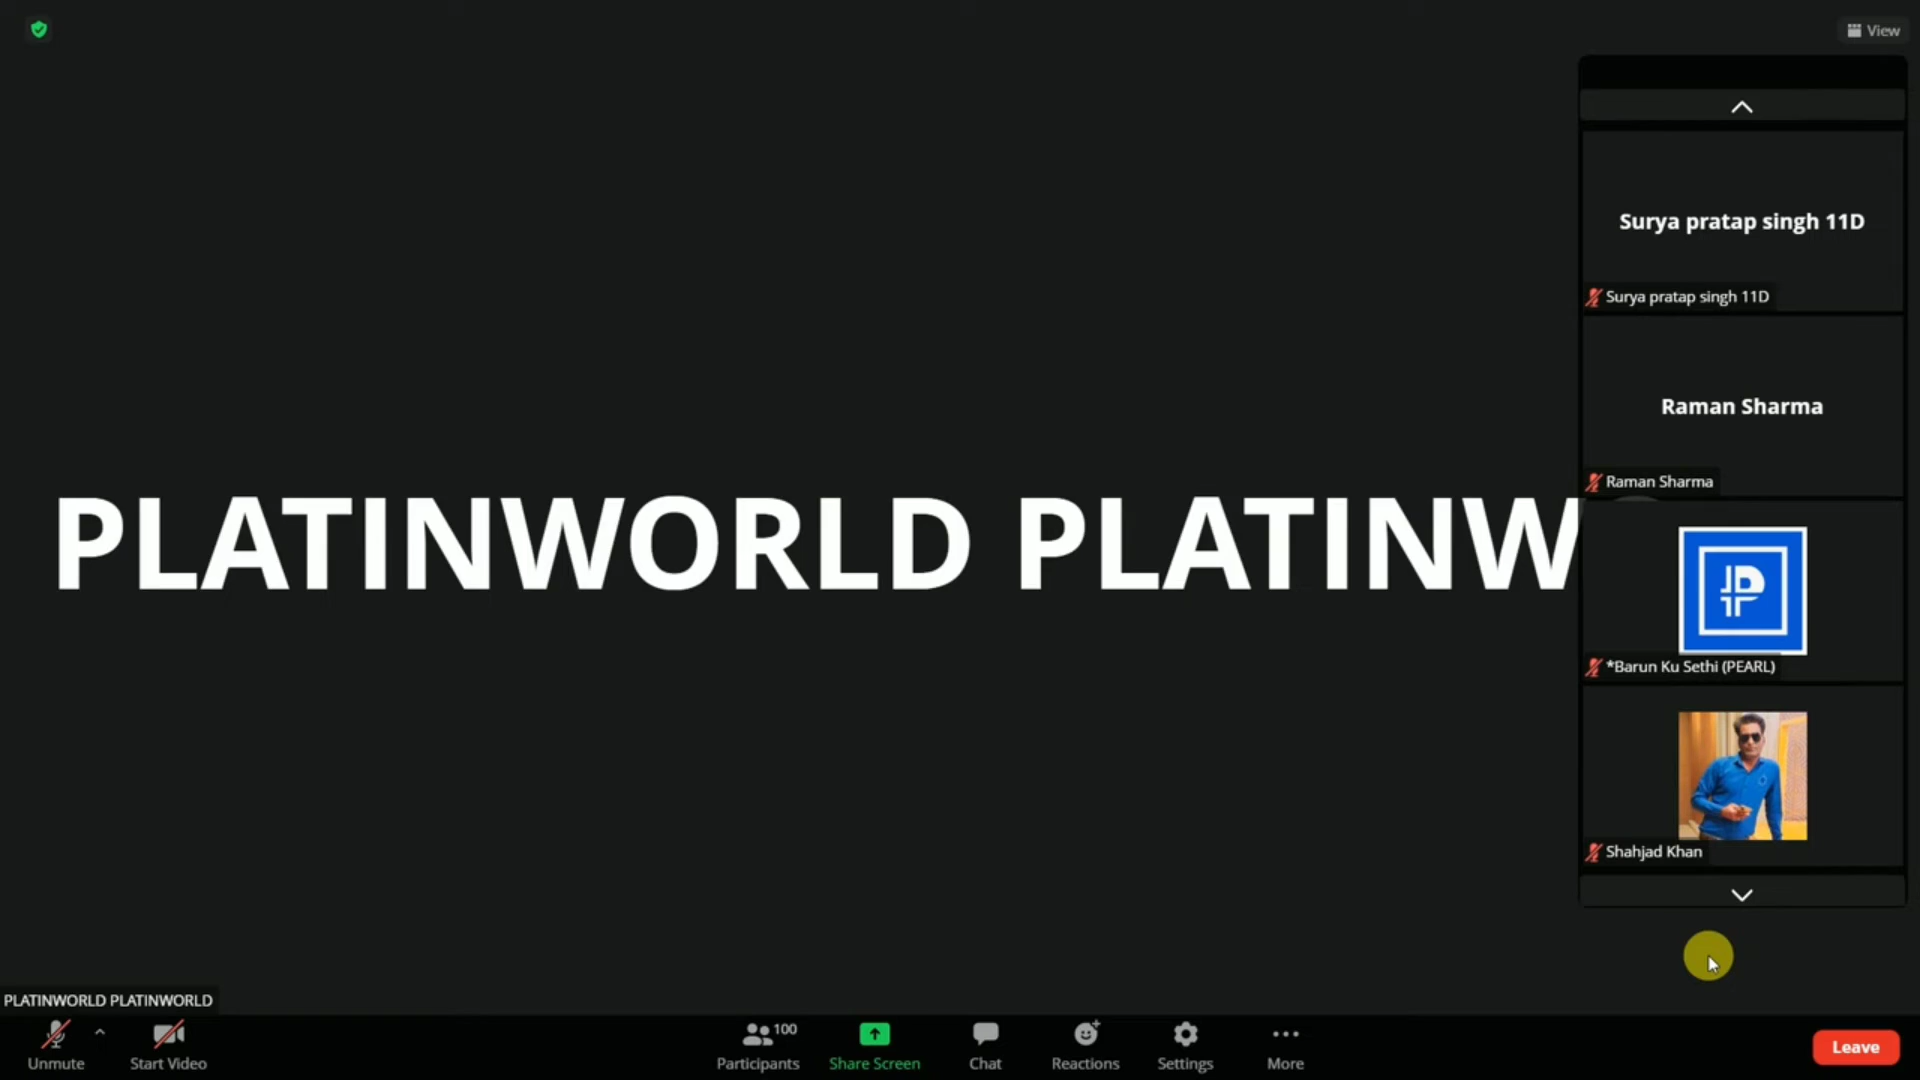 View
Surya pratap singh 11D
Surya pratap singh 11D
Raman Sharma
Raman Sharma
PLATINWORLD PLATINW
*Barun Ku Sethi (PEARL)
Shahjad Khan
PLATINWORLD PLATINWORLD
Unmute
Start Video
100
Participants
Share Screen
Chat
Reactions
Settings
More
Leave